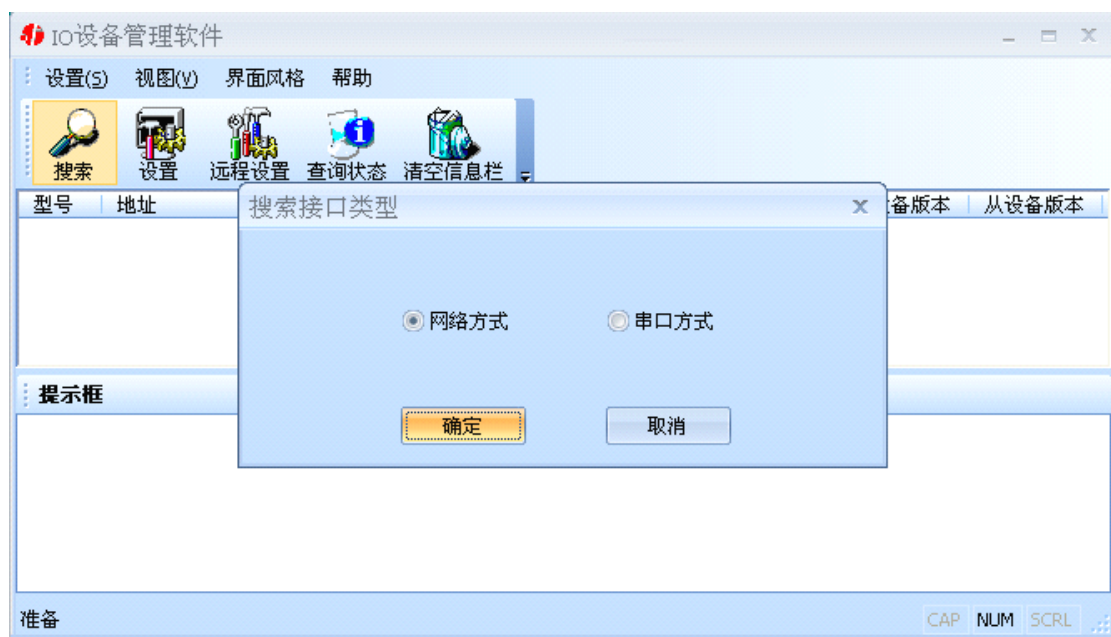 IO设备管理软件
设置(S) 视图(V) 界面风格 帮助
搜索 设置 远程设置 查询状态 清空信息栏
型号 地址 备版本 从设备版本
搜索接口类型
网络方式 串口方式
确定 取消
提示框
准备 CAP NUM SCRL